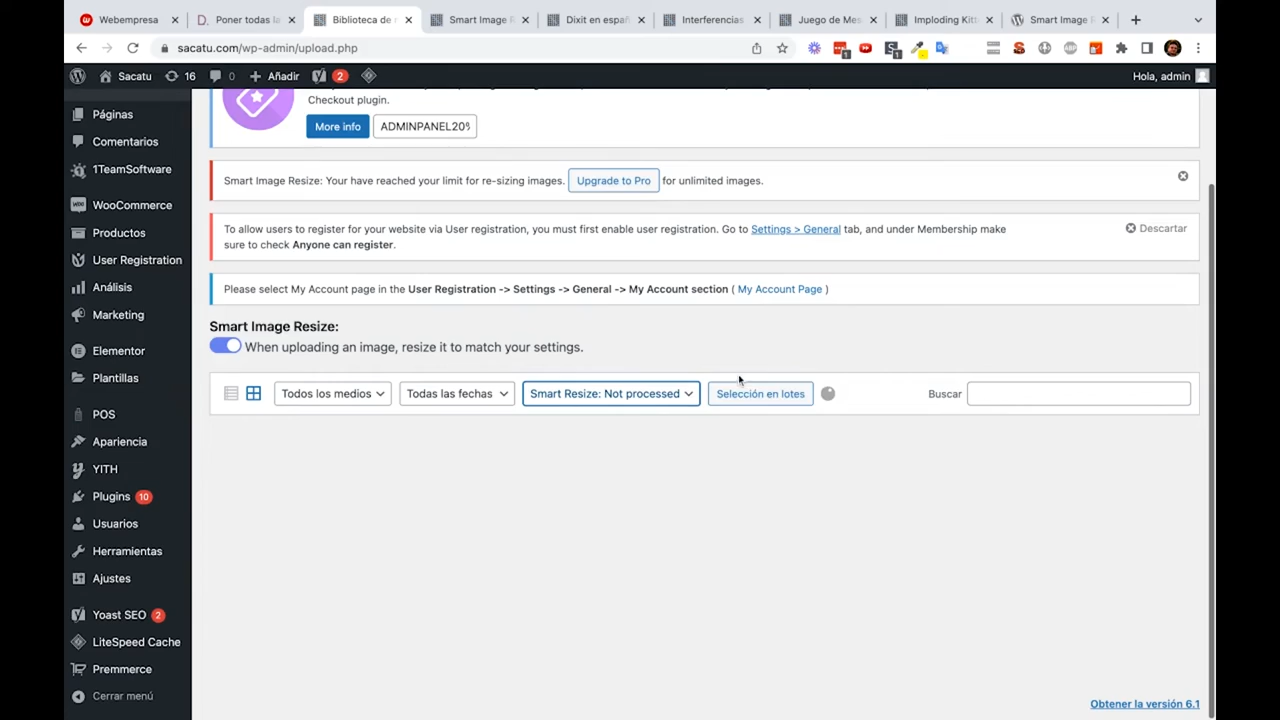 Webempresa
Poner todas la
Biblioteca de
Smart Image R
Dixit en españ
Interferencias
Juego de Mes
Imploding Kitt
Smart Image
sacatu.com/wp-admin/upload.php
Sacatu
16
0
Añadir
2
Hola, admin
Páginas
Comentarios
1TeamSoftware
WooCommerce
Productos
User Registration
Análisis
Marketing
Elementor
Plantillas
POS
Apariencia
YITH
Plugins 10
Usuarios
Herramientas
Ajustes
Yoast SEO 2
LiteSpeed Cache
Premmerce
Cerrar menú
Checkout plugin.
More info
ADMINPANEL20%
Smart Image Resize: Your have reached your limit for re-sizing images. Upgrade to Pro for unlimited images.
To allow users to register for your website via User registration, you must first enable user registration. Go to Settings > General tab, and under Membership make
sure to check Anyone can register.
Descartar
Please select My Account page in the User Registration -> Settings -> General -> My Account section ( My Account Page )
Smart Image Resize:
When uploading an image, resize it to match your settings.
Todos los medios
Todas las fechas
Smart Resize: Not processed
Selección en lotes
Buscar
Obtener la versión 6.1